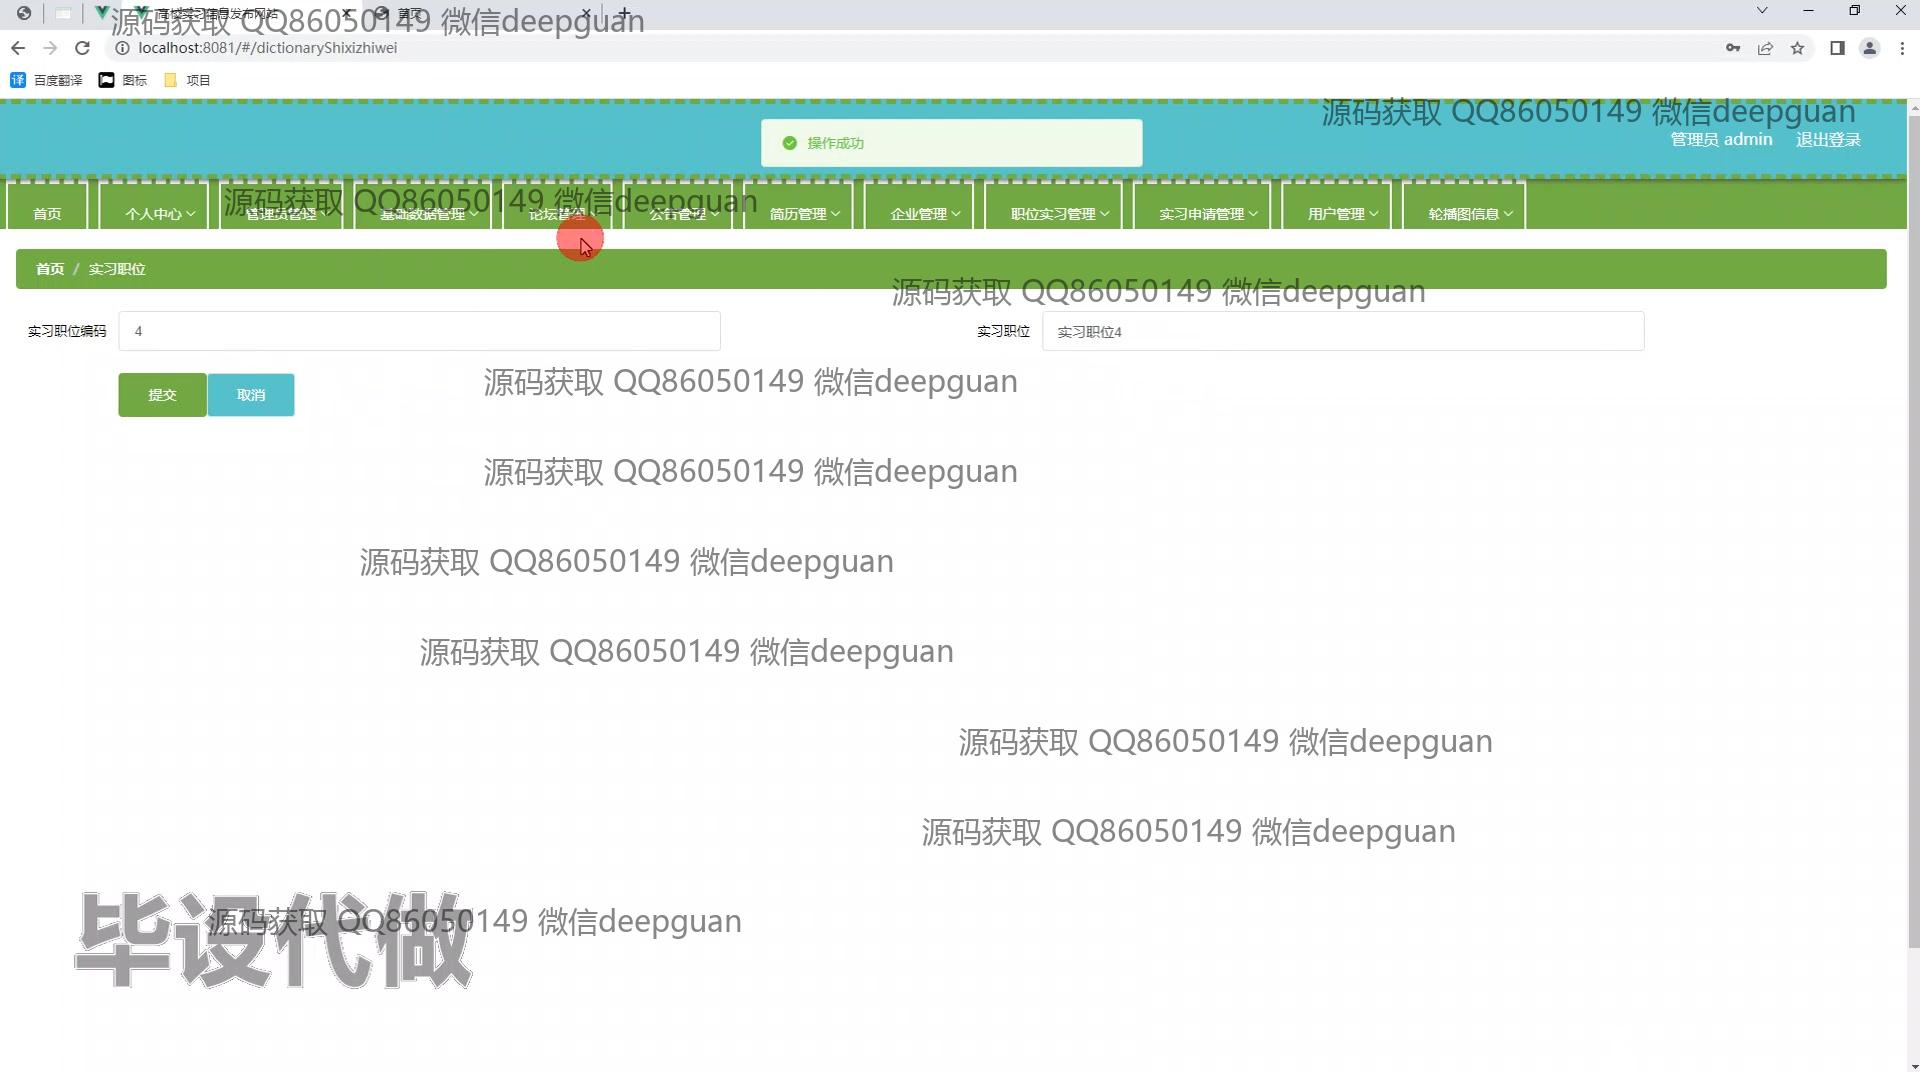 高校实习信息发布网站
首页
源码获取 QQ86050149 微信deepguan
localhost:8081/#/dictionaryShixizhiwei
百度翻译 图标 项目
源码获取 QQ86050149 微信deepguan
操作成功
管理员 admin 退出登录
源码获取 QQ86050149 微信deepguan
首页 个人中心 管理员管理 基础数据管理 论坛管理 公告管理 简历管理 企业管理 职位实习管理 实习申请管理 用户管理 轮播图信息
首页 / 实习职位
源码获取 QQ86050149 微信deepguan
实习职位编码 4 实习职位 实习职位4
源码获取 QQ86050149 微信deepguan
提交 取消
源码获取 QQ86050149 微信deepguan
源码获取 QQ86050149 微信deepguan
源码获取 QQ86050149 微信deepguan
源码获取 QQ86050149 微信deepguan
源码获取 QQ86050149 微信deepguan
源码获取 QQ86050149 微信deepguan
毕设代做